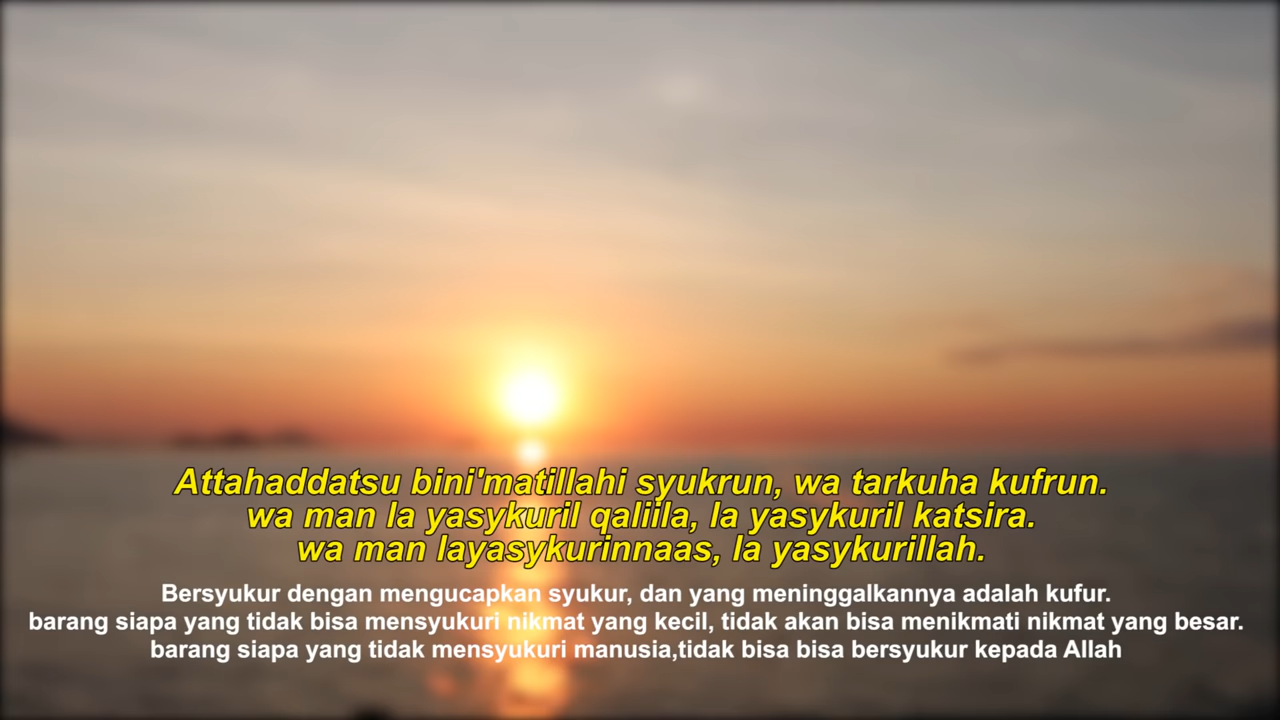 Attahaddatsu bini'matillahi syukrun, wa tarkuha kufrun.
wa man la yasykuril qaliila, la yasykuril katsira.
wa man layasykurinnaas, la yasykurillah.
Bersyukur dengan mengucapkan syukur, dan yang meninggalkannya adalah kufur.
barang siapa yang tidak bisa mensyukuri nikmat yang kecil, tidak akan bisa menikmati nikmat yang besar.
barang siapa yang tidak mensyukuri manusia,tidak bisa bisa bersyukur kepada Allah